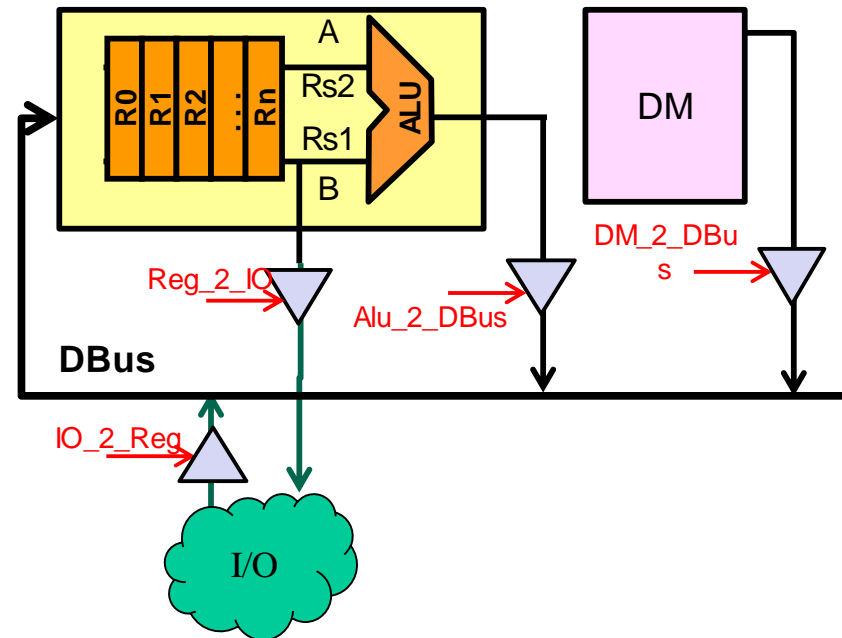 A
R0
R1
R2
...
Rn
Rs2
Rs1
ALU
B
DM
Reg_2_IO
Alu_2_DBus
DM_2_DBu
s
DBus
IO_2_Reg
I/O